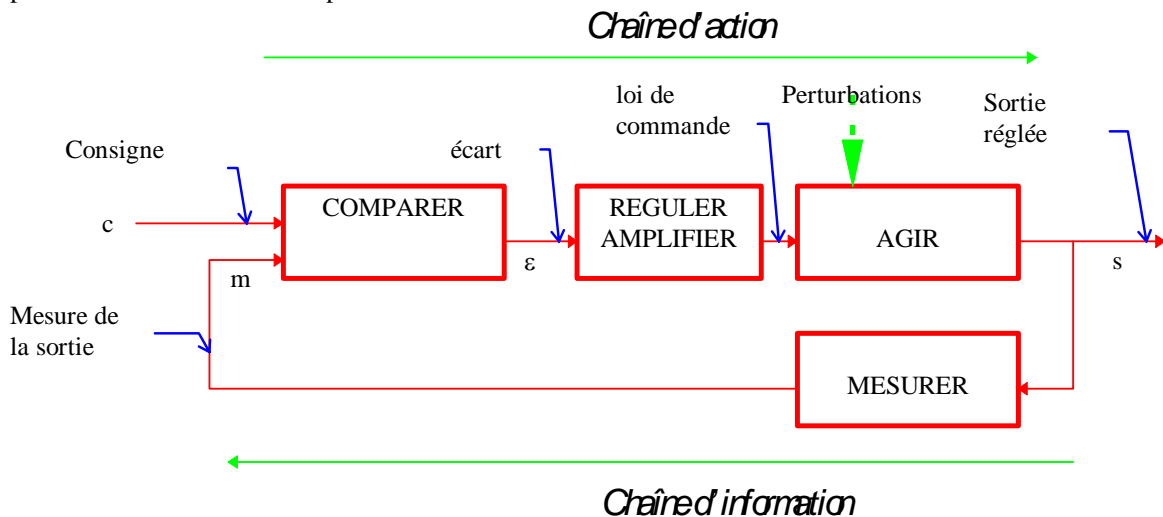 Chaîne d'action
loi de
commande
Perturbations
Sortie
réglée
Consigne
écart
COMPARER
REGULER
AMPLIFIER
AGIR
c
m
ε
s
Mesure de
la sortie
MESURER
Chaîne d'information